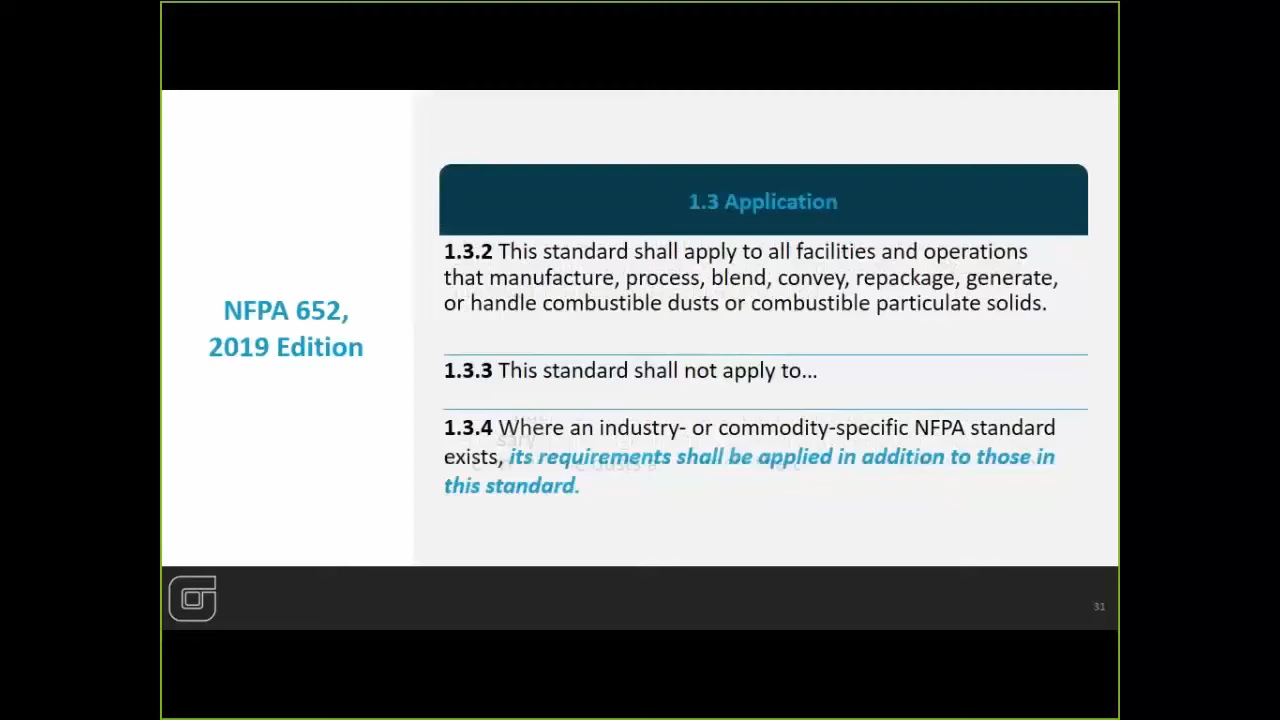 NFPA 652,
2019 Edition
1.3 Application
1.3.2 This standard shall apply to all facilities and operations
that manufacture, process, blend, convey, repackage, generate,
or handle combustible dusts or combustible particulate solids.
1.3.3 This standard shall not apply to...
1.3.4 Where an industry- or commodity-specific NFPA standard
exists, its requirements shall be applied in addition to those in
this standard.
31